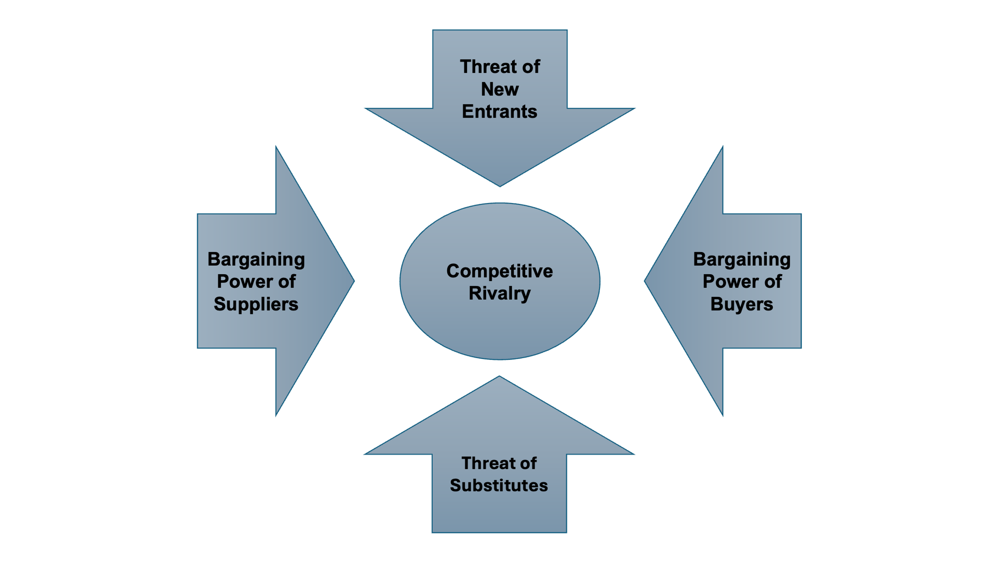 Threat of
New
Entrants
Bargaining
Power of
Suppliers
Competitive
Rivalry
Bargaining
Power of
Buyers
Threat of
Substitutes